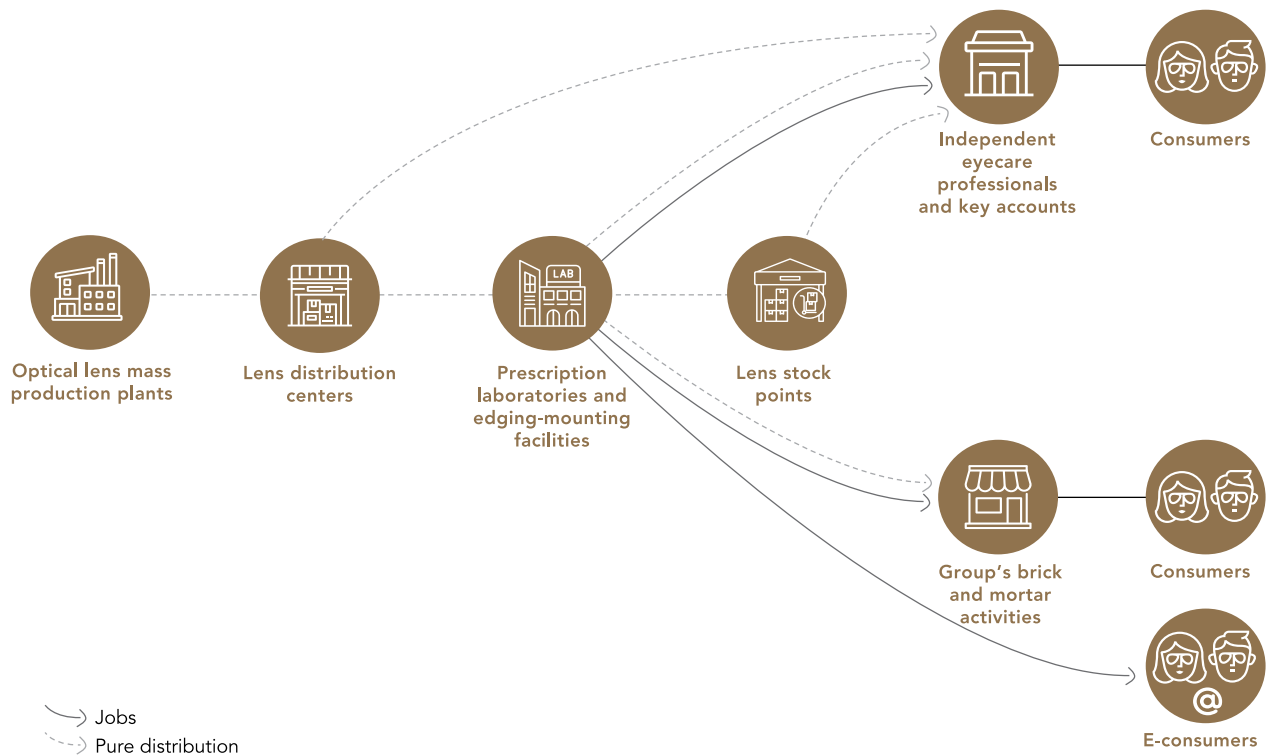 Independent
eyecare
professionals
and key accounts
Consumers
Optical lens mass
production plants
Lens distribution
centers
LAB
Prescription
laboratories and
edging-mounting
facilities
Lens stock
points
Group's brick
and mortar
activities
Consumers
@
E-consumers
Jobs
Pure distribution